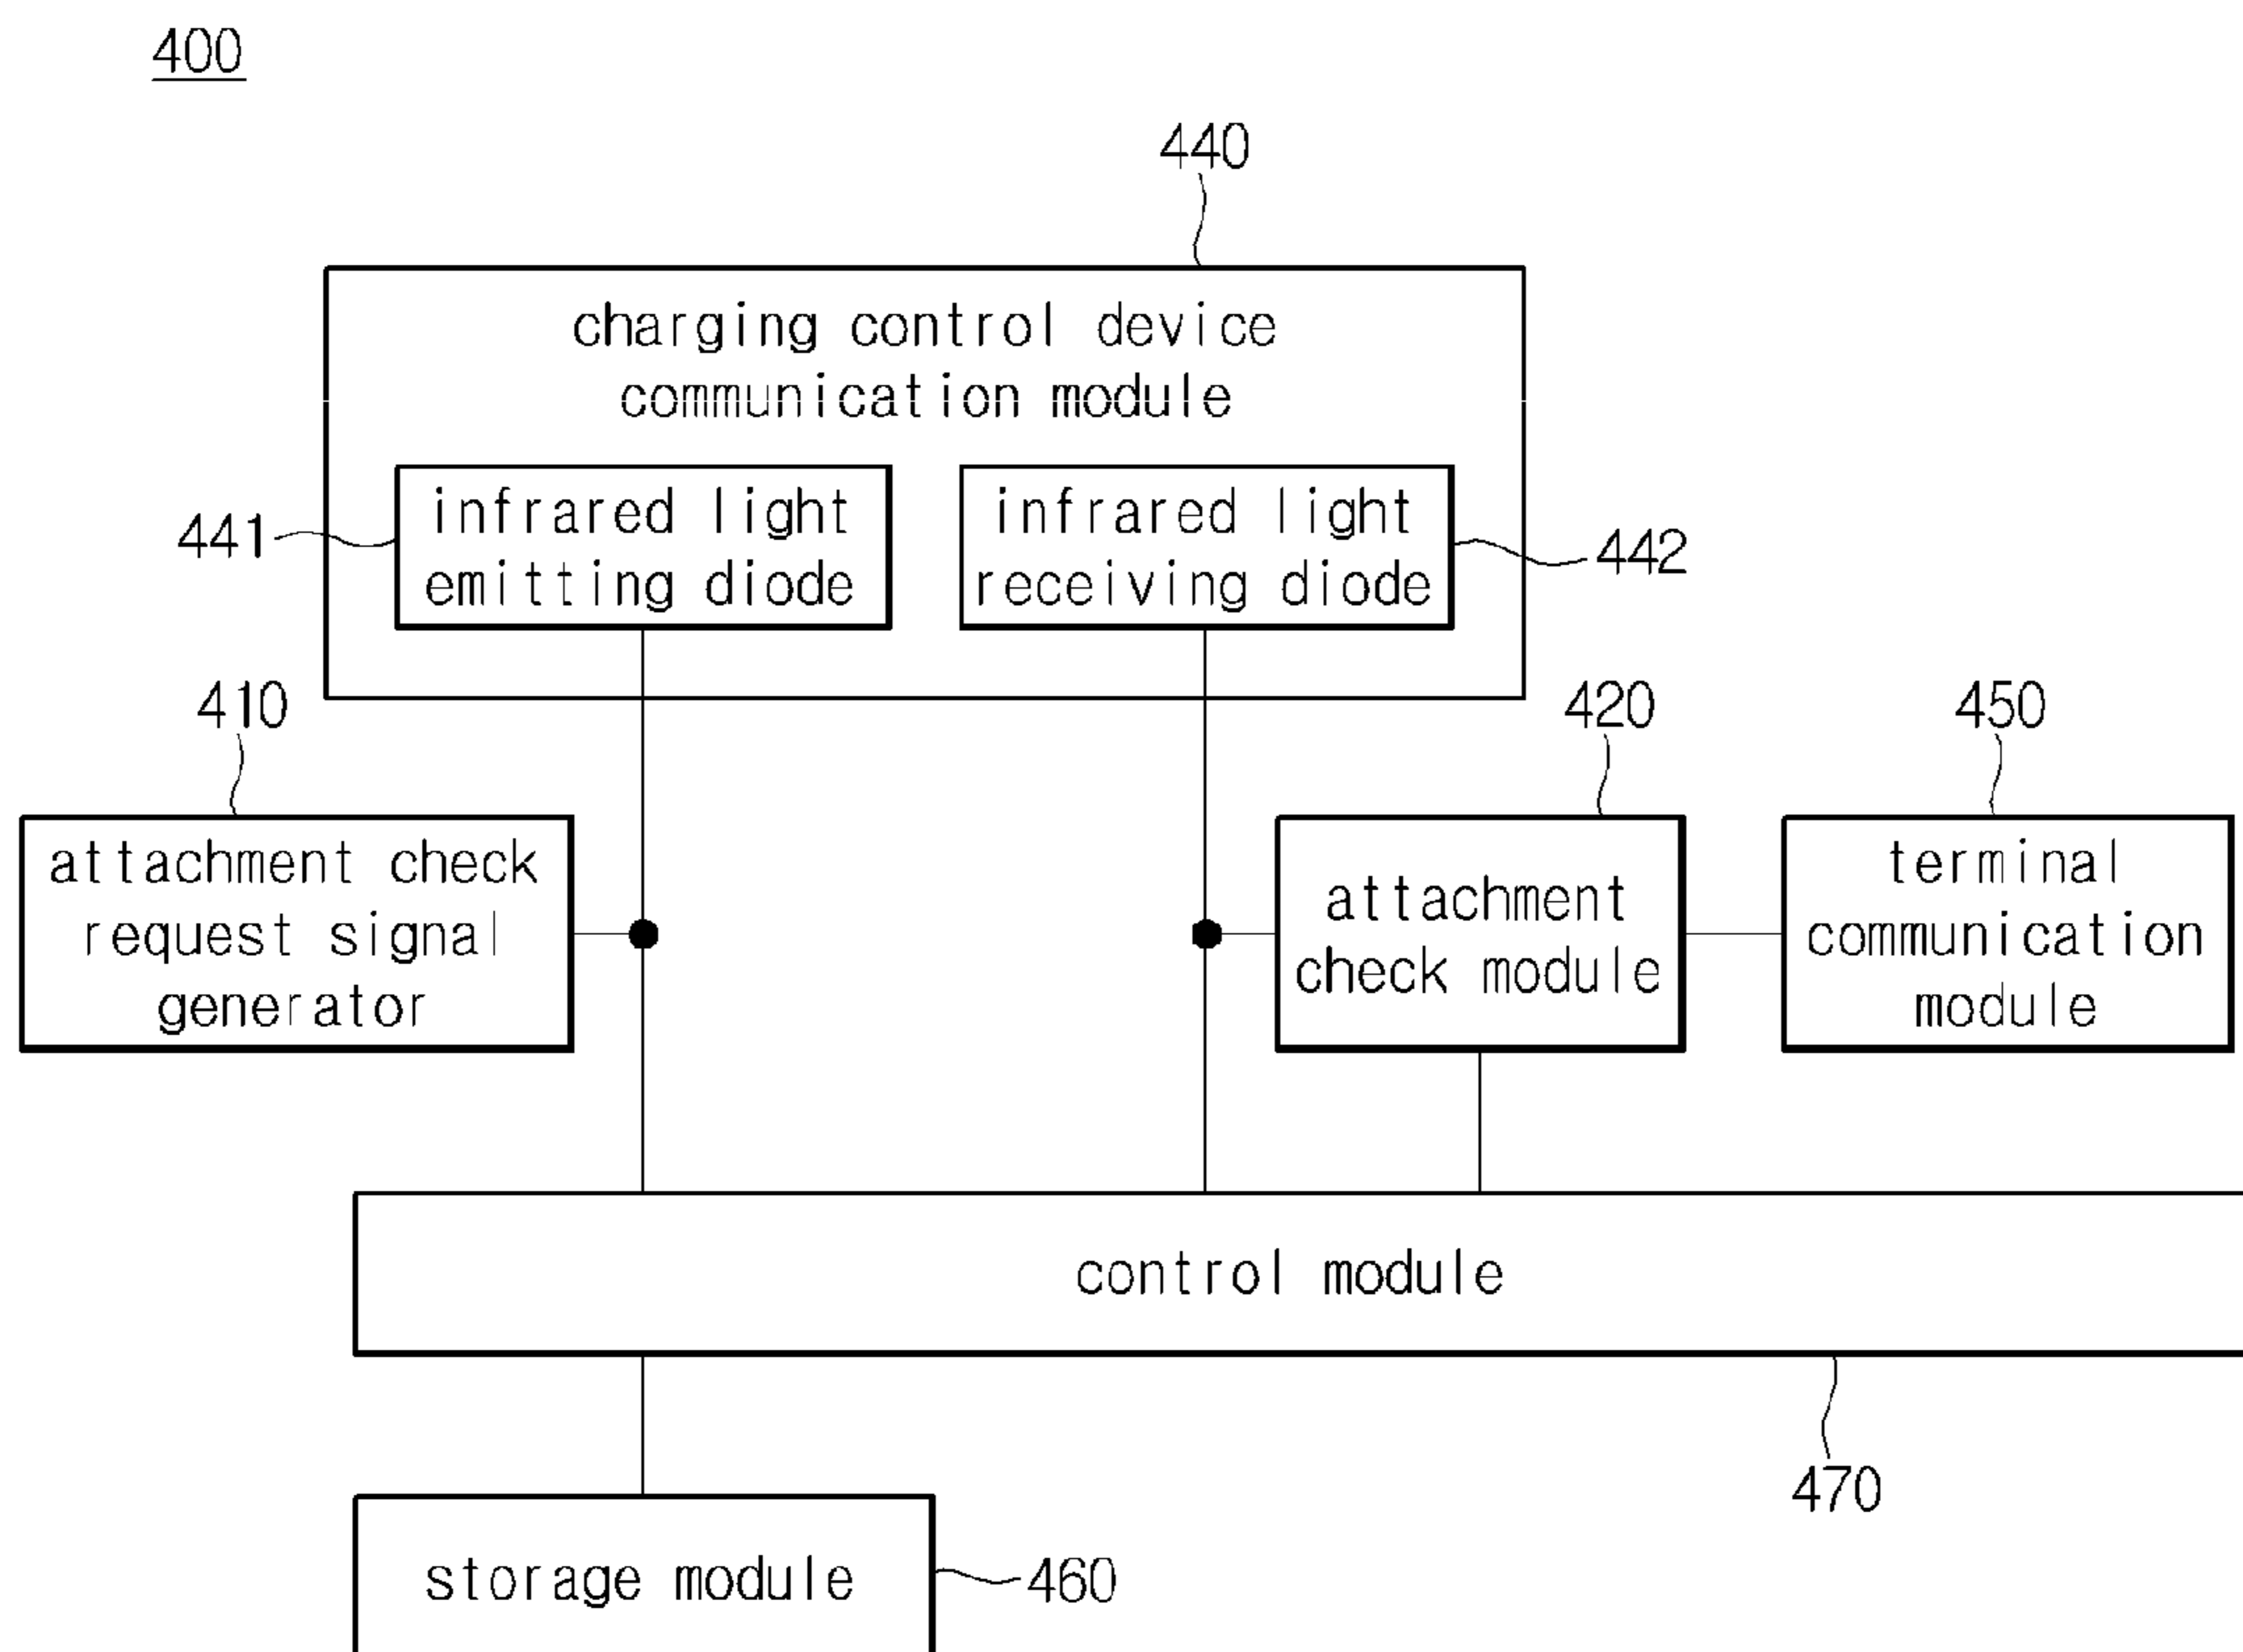 400
440
charging control device
communication module
441
infrared light
emitting diode
infrared light
receiving diode
442
410
attachment check
request signal
generator
420
attachment
check module
450
terminal
communication
module
control module
470
storage module
460